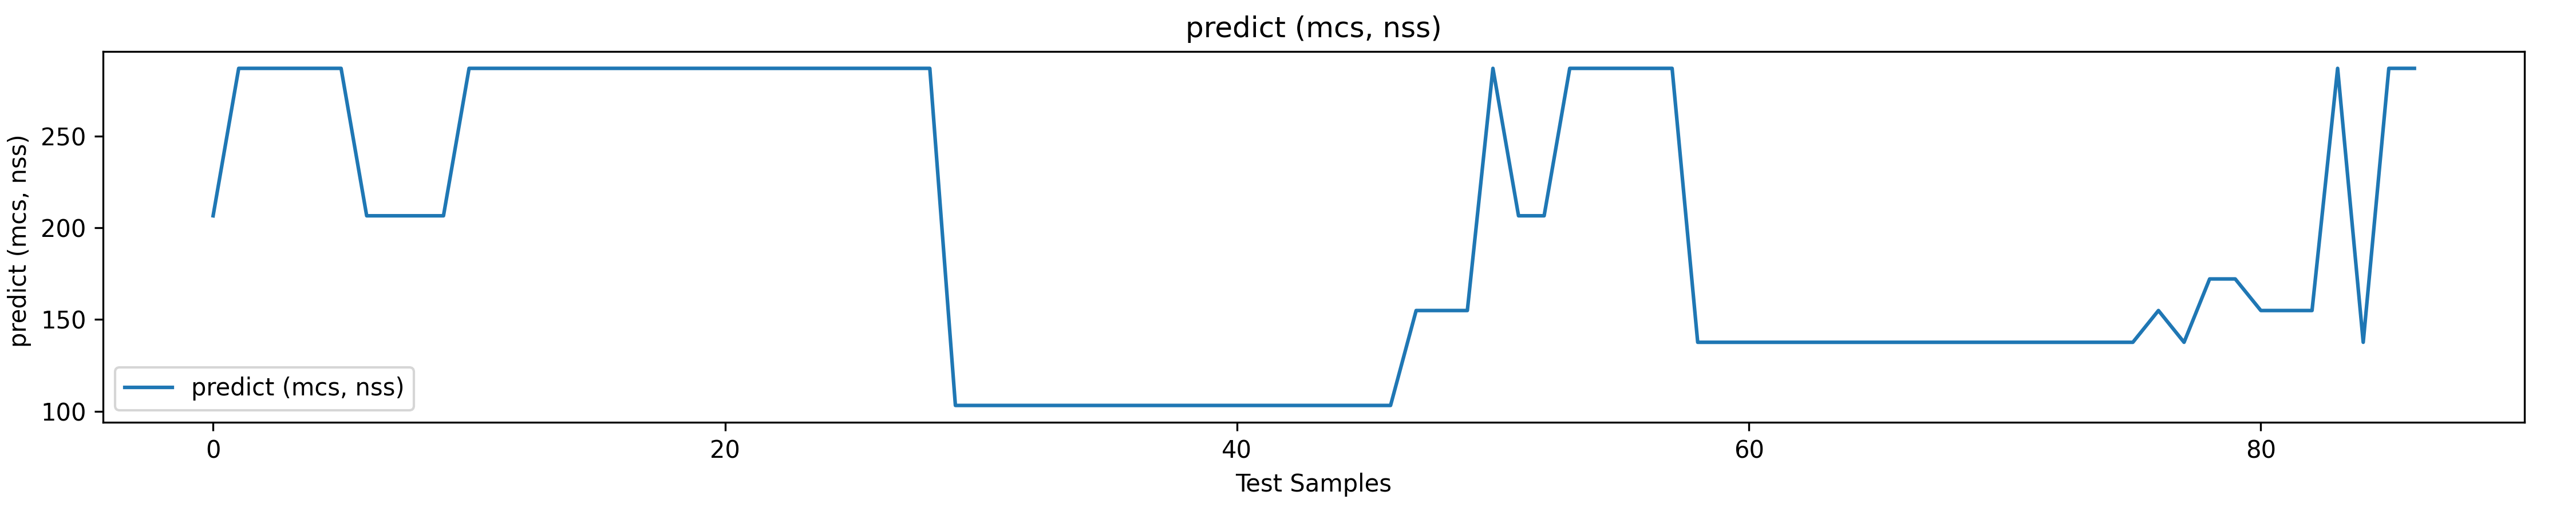 predict (mcs, nss)
predict (mcs, nss)
250
200
150
100
predict (mcs, nss)
0
20
40
60
80
Test Samples